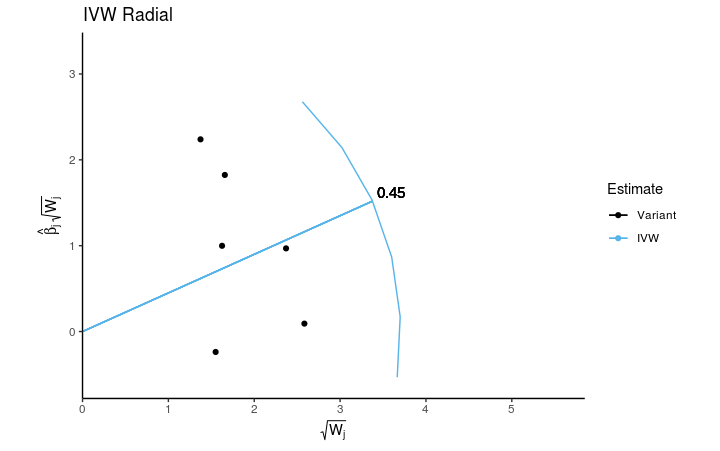 IVW Radial
3
2
1
0
β̂j√Wj
0.45
0 1 2 3 4 5
√Wj
Estimate
Variant
IVW